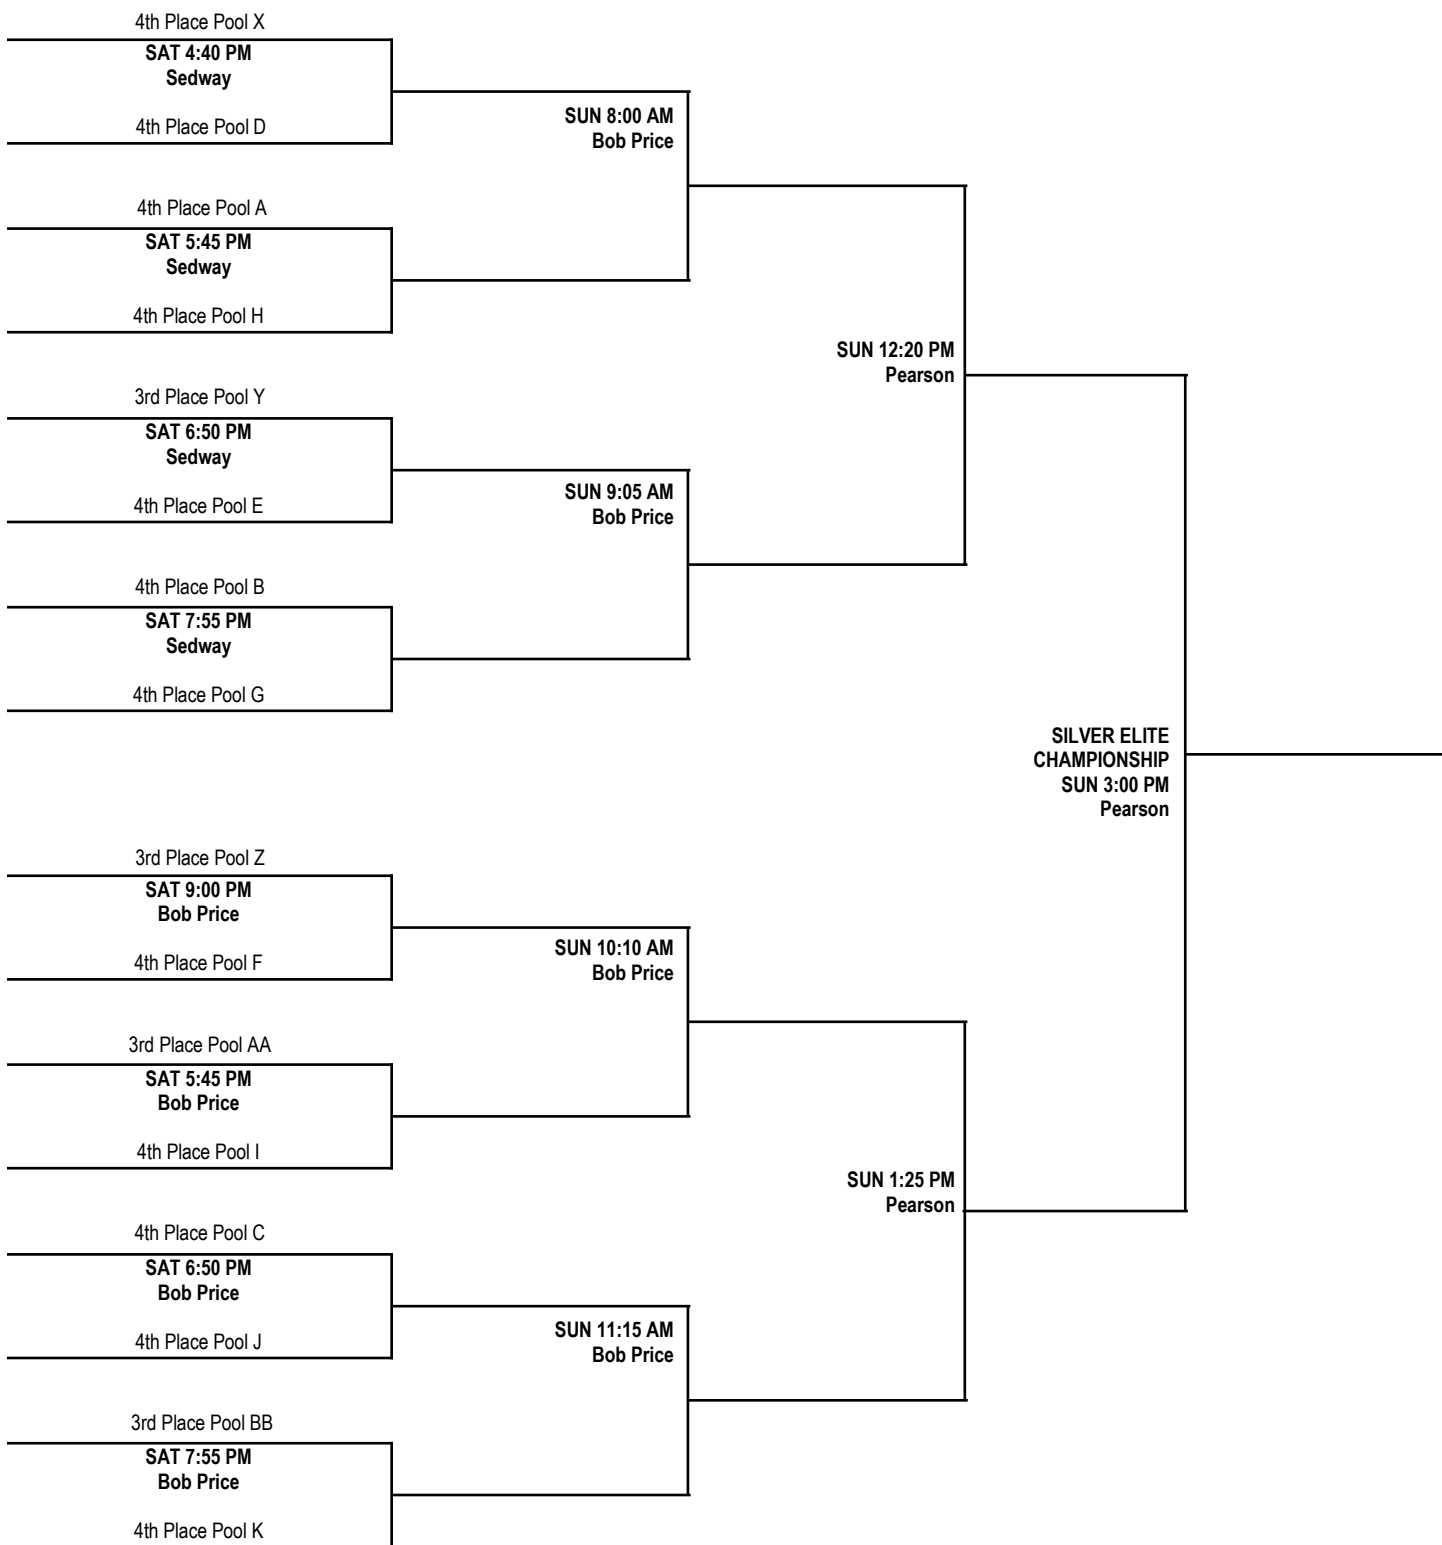 4th Place Pool X
SAT 4:40 PM
Sedway
4th Place Pool D
SUN 8:00 AM
Bob Price
4th Place Pool A
SAT 5:45 PM
Sedway
4th Place Pool H
SUN 12:20 PM
Pearson
3rd Place Pool Y
SAT 6:50 PM
Sedway
4th Place Pool E
SUN 9:05 AM
Bob Price
4th Place Pool B
SAT 7:55 PM
Sedway
4th Place Pool G
SILVER ELITE
CHAMPIONSHIP
SUN 3:00 PM
Pearson
3rd Place Pool Z
SAT 9:00 PM
Bob Price
4th Place Pool F
SUN 10:10 AM
Bob Price
3rd Place Pool AA
SAT 5:45 PM
Bob Price
4th Place Pool I
SUN 1:25 PM
Pearson
4th Place Pool C
SAT 6:50 PM
Bob Price
4th Place Pool J
SUN 11:15 AM
Bob Price
3rd Place Pool BB
SAT 7:55 PM
Bob Price
4th Place Pool K